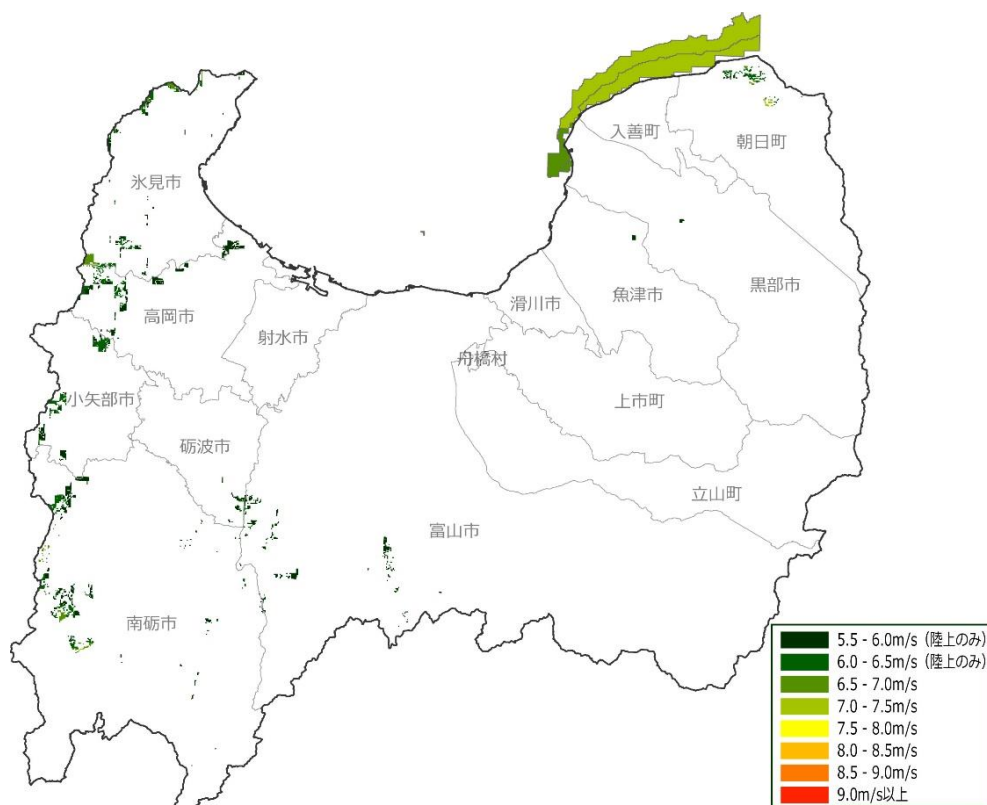 入善町
朝日町
氷見市
黒部市
魚津市
滑川市
高岡市
射水市
舟橋村
小矢部市
上市町
砺波市
立山町
富山市
南砺市
5.5 - 6.0m/s (陸上のみ)
6.0 - 6.5m/s (陸上のみ)
6.5 - 7.0m/s
7.0 - 7.5m/s
7.5 - 8.0m/s
8.0 - 8.5m/s
8.5 - 9.0m/s
9.0m/s以上